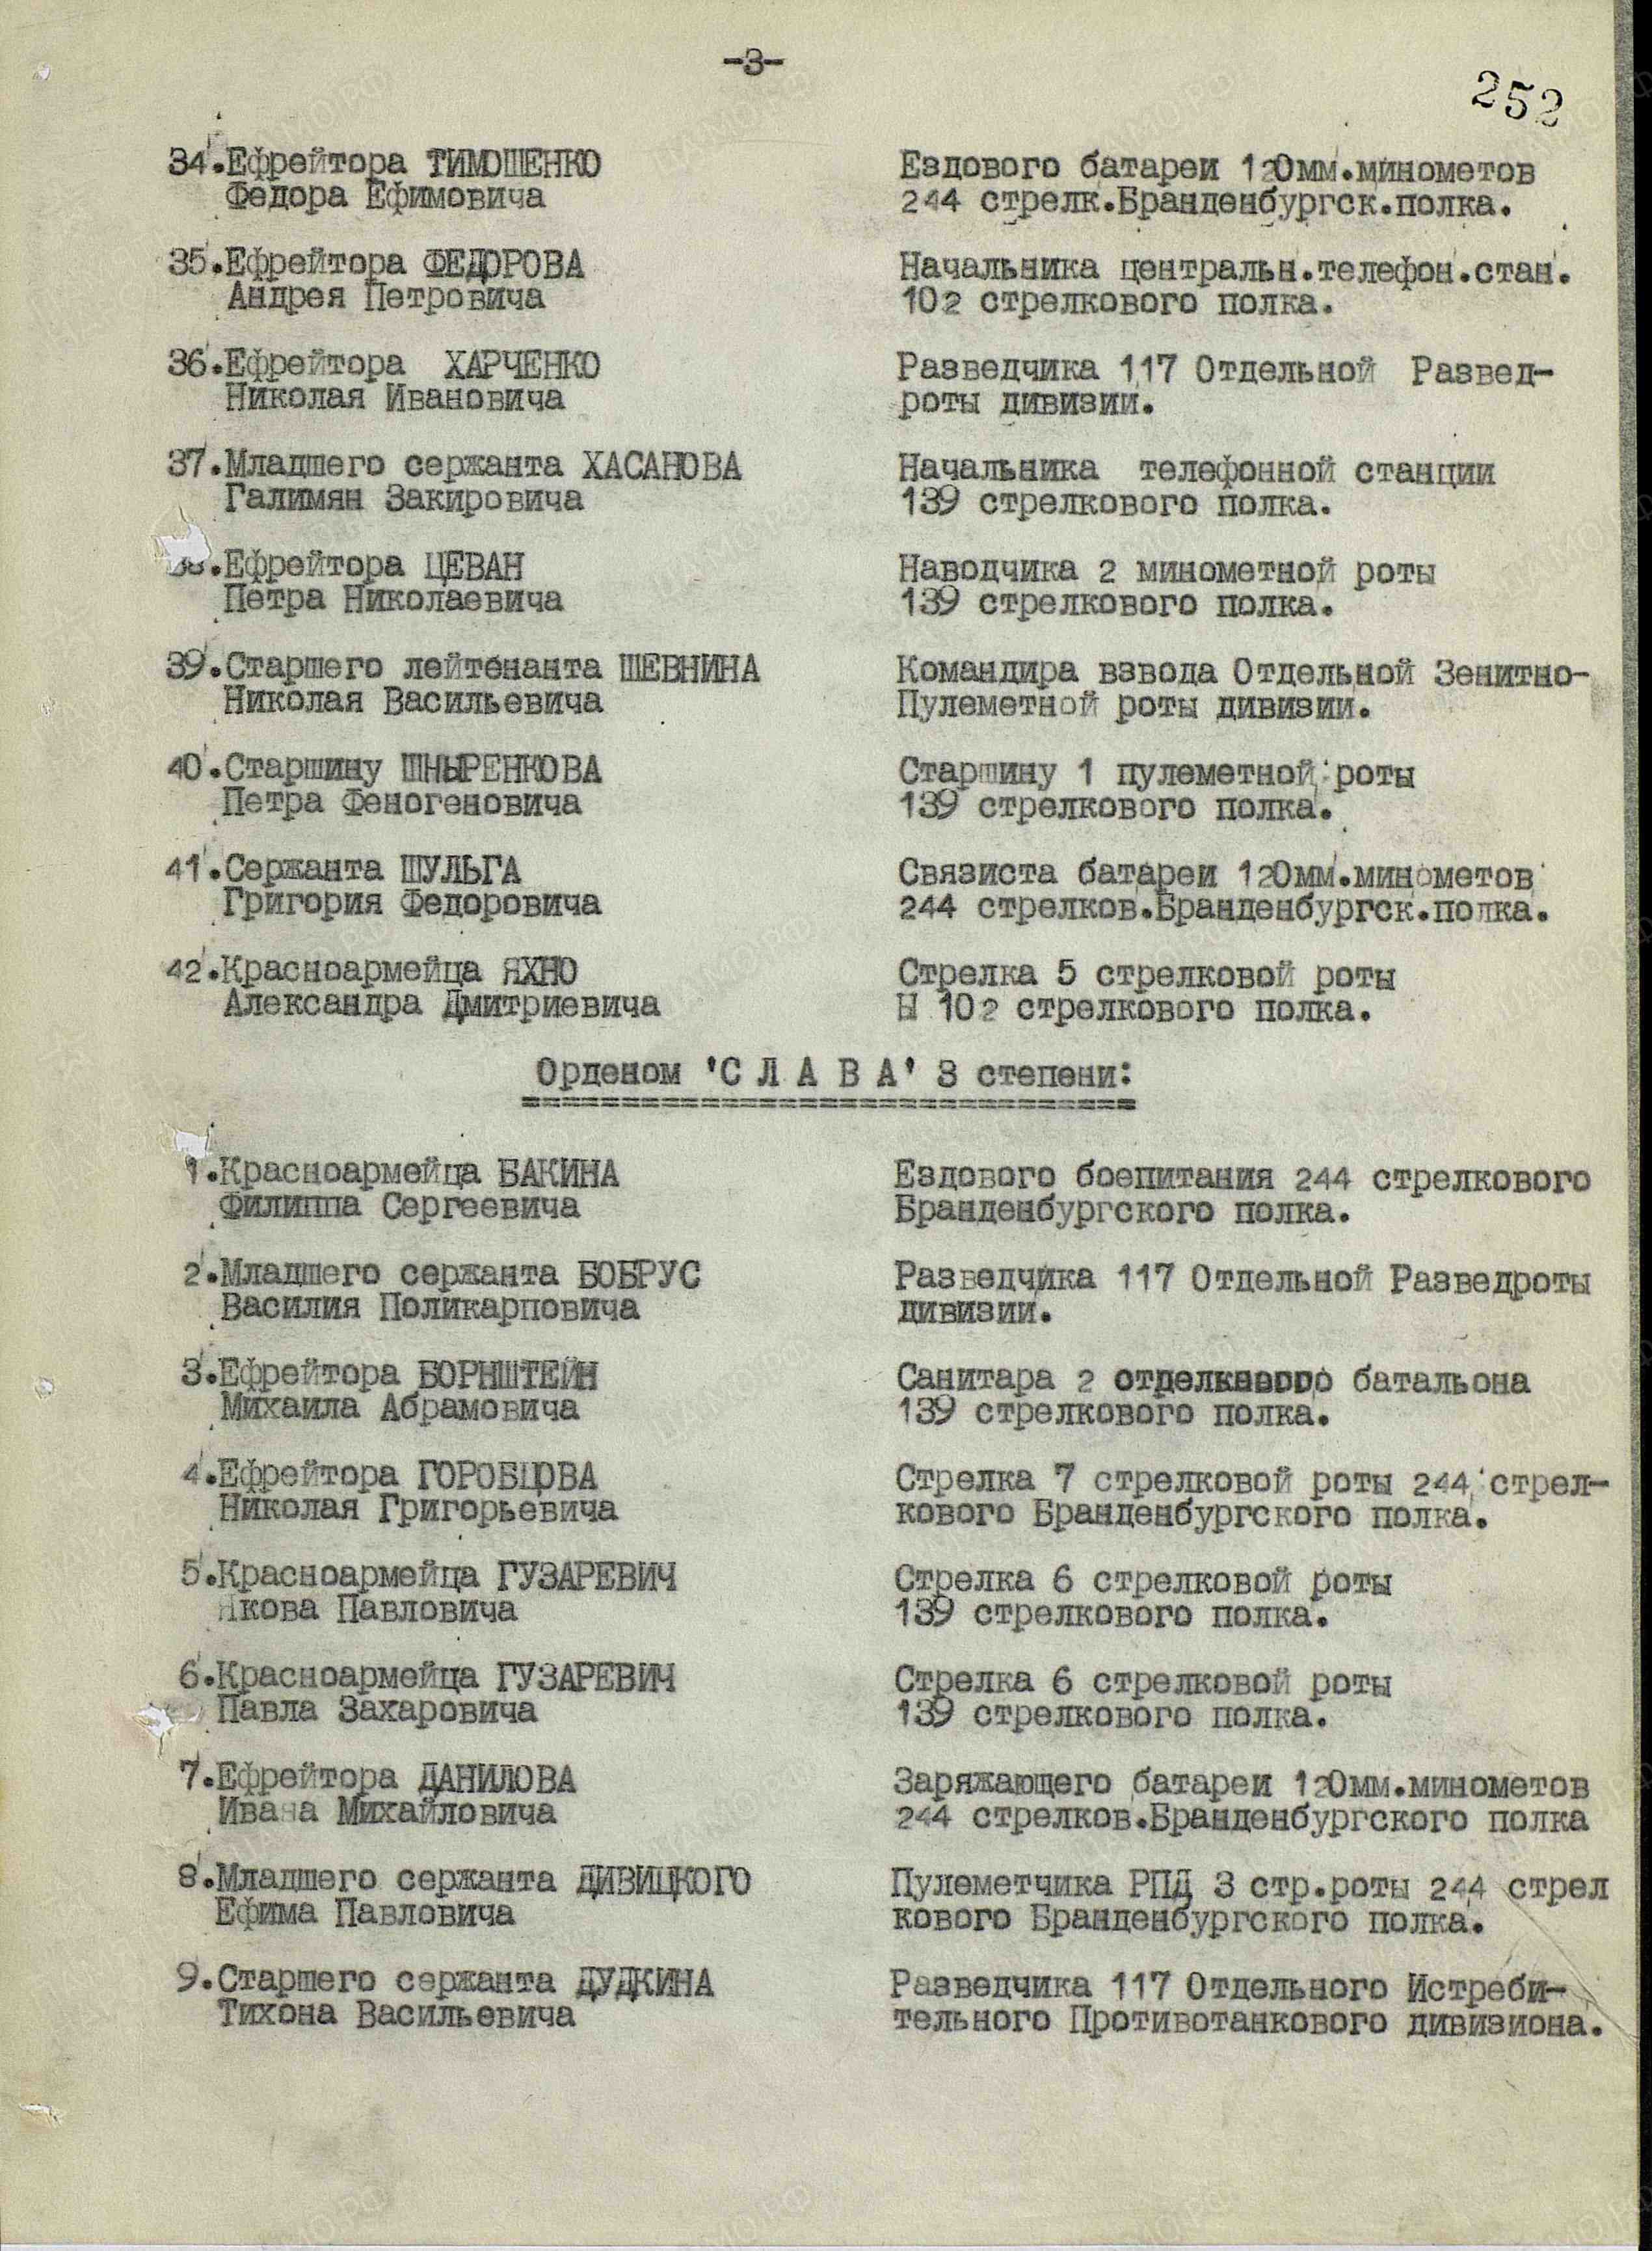 -3-
252
34.Ефрейтора ТИМОШЕНКО Ездового батареи 120мм.минометов
Федора Ефимовича 244 стрелк.Бранденбургск.полка.
35.Ефрейтора ФЕДОРОВА Начальника центральн.телефон.стан.
Андрея Петровича 102 стрелкового полка.
36.Ефрейтора ХАРЧЕНКО Разведчика 117 Отдельной Развед-
Николая Ивановича роты дивизии.
37.Младшего сержанта ХАСАНОВА Начальника телефонной станции
Галимян Закировича 139 стрелкового полка.
38.Ефрейтора ЦЕВАН Наводчика 2 минометной роты
Петра Николаевича 139 стрелкового полка.
39.Старшего лейтенанта ШЕВНИНА Командира взвода Отдельной Зенитно-
Николая Васильевича Пулеметной роты дивизии.
40.Старшину ШНЫРЕНКОВА Старшину 1 пулеметной роты
Петра Феногеновича 139 стрелкового полка.
41.Сержанта ШУЛЬГА Связиста батареи 120мм.минометов
Григория Федоровича 244 стрелков.Бранденбургск.полка.
42.Красноармейца ЯХНО Стрелка 5 стрелковой роты
Александра Дмитриевича 102 стрелкового полка.
Орденом 'С Л А В А' 3 степени:
1.Красноармейца БАКИНА Ездового боепитания 244 стрелкового
Филиппа Сергеевича Бранденбургского полка.
2.Младшего сержанта БОБРУС Разведчика 117 Отдельной Разведроты
Василия Поликарповича дивизии.
3.Ефрейтора БОРНШТЕЙН Санитара 2 батальона
Михаила Абрамовича 139 стрелкового полка.
4.Ефрейтора ГОРОБЦОВА Стрелка 7 стрелковой роты 244 стрел-
Николая Григорьевича кового Бранденбургского полка.
5.Красноармейца ГУЗАРЕВИЧ Стрелка 6 стрелковой роты
Якова Павловича 139 стрелкового полка.
6.Красноармейца ГУЗАРЕВИЧ Стрелка 6 стрелковой роты
Павла Захаровича 139 стрелкового полка.
7.Ефрейтора ДАНИЛОВА Заряжающего батареи 120мм.минометов
Ивана Михайловича 244 стрелков.Бранденбургского полка
8.Младшего сержанта ДИВИЦКОГО Пулеметчика РПД 3 стр.роты 244 стрел
Ефима Павловича кового Бранденбургского полка.
9.Старшего сержанта ДУДКИНА Разведчика 117 Отдельного Истреби-
Тихона Васильевича тельного Противотанкового дивизиона.